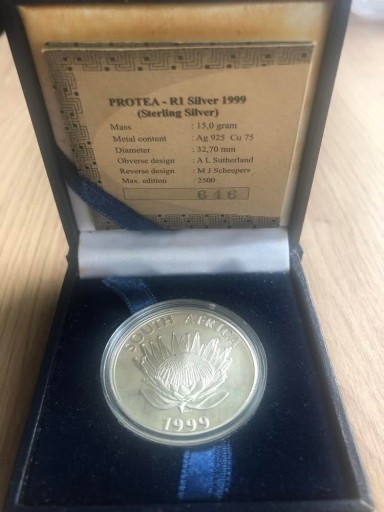 PROTEA - R1 Silver 1999
(Sterling Silver)
Mass : 15,0 gram
Metal content : Ag 925 Cu 75
Diameter : 32,70 mm
Obverse design : A L Sutherland
Reverse design : M J Scheepers
Max. edition : 2500
646
SOUTH AFRICA
1999